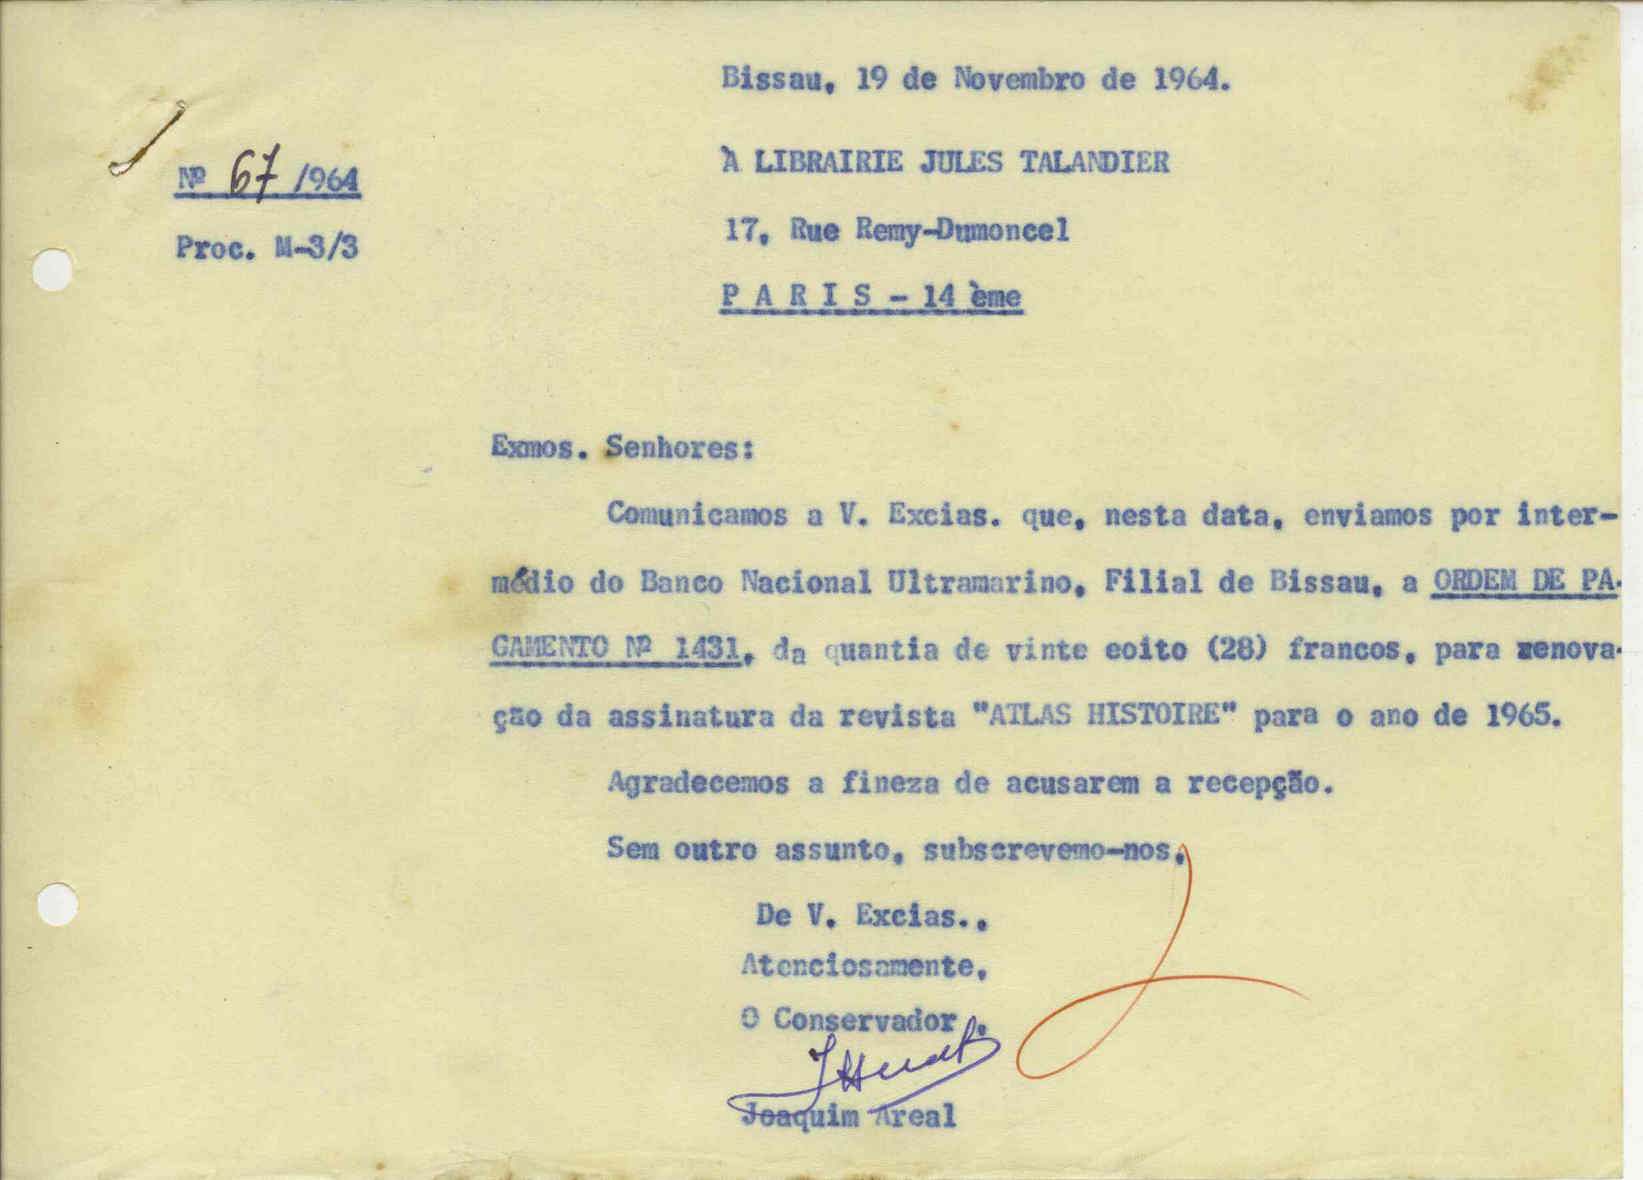 Bissau, 19 de Novembro de 1964.
Nº 67 /964
Proc. M-3/3
À LIBRAIRIE JULES TALANDIER
17, Rue Remy-Dumoncel
P A R I S - 14 ème
Exmos. Senhores:
Comunicamos a V. Excias. que, nesta data, enviamos por inter-
médio do Banco Nacional Ultramarino, Filial de Bissau, a ORDEM DE PA-
GAMENTO Nº 1431, da quantia de vinte eoito (28) francos, para renova-
ção da assinatura da revista "ATLAS HISTOIRE" para o ano de 1965.
Agradecemos a fineza de acusarem a recepção.
Sem outro assunto, subscrevemo-nos,
De V. Excias.,
Atenciosamente,
O Conservador,
Joaquim Areal